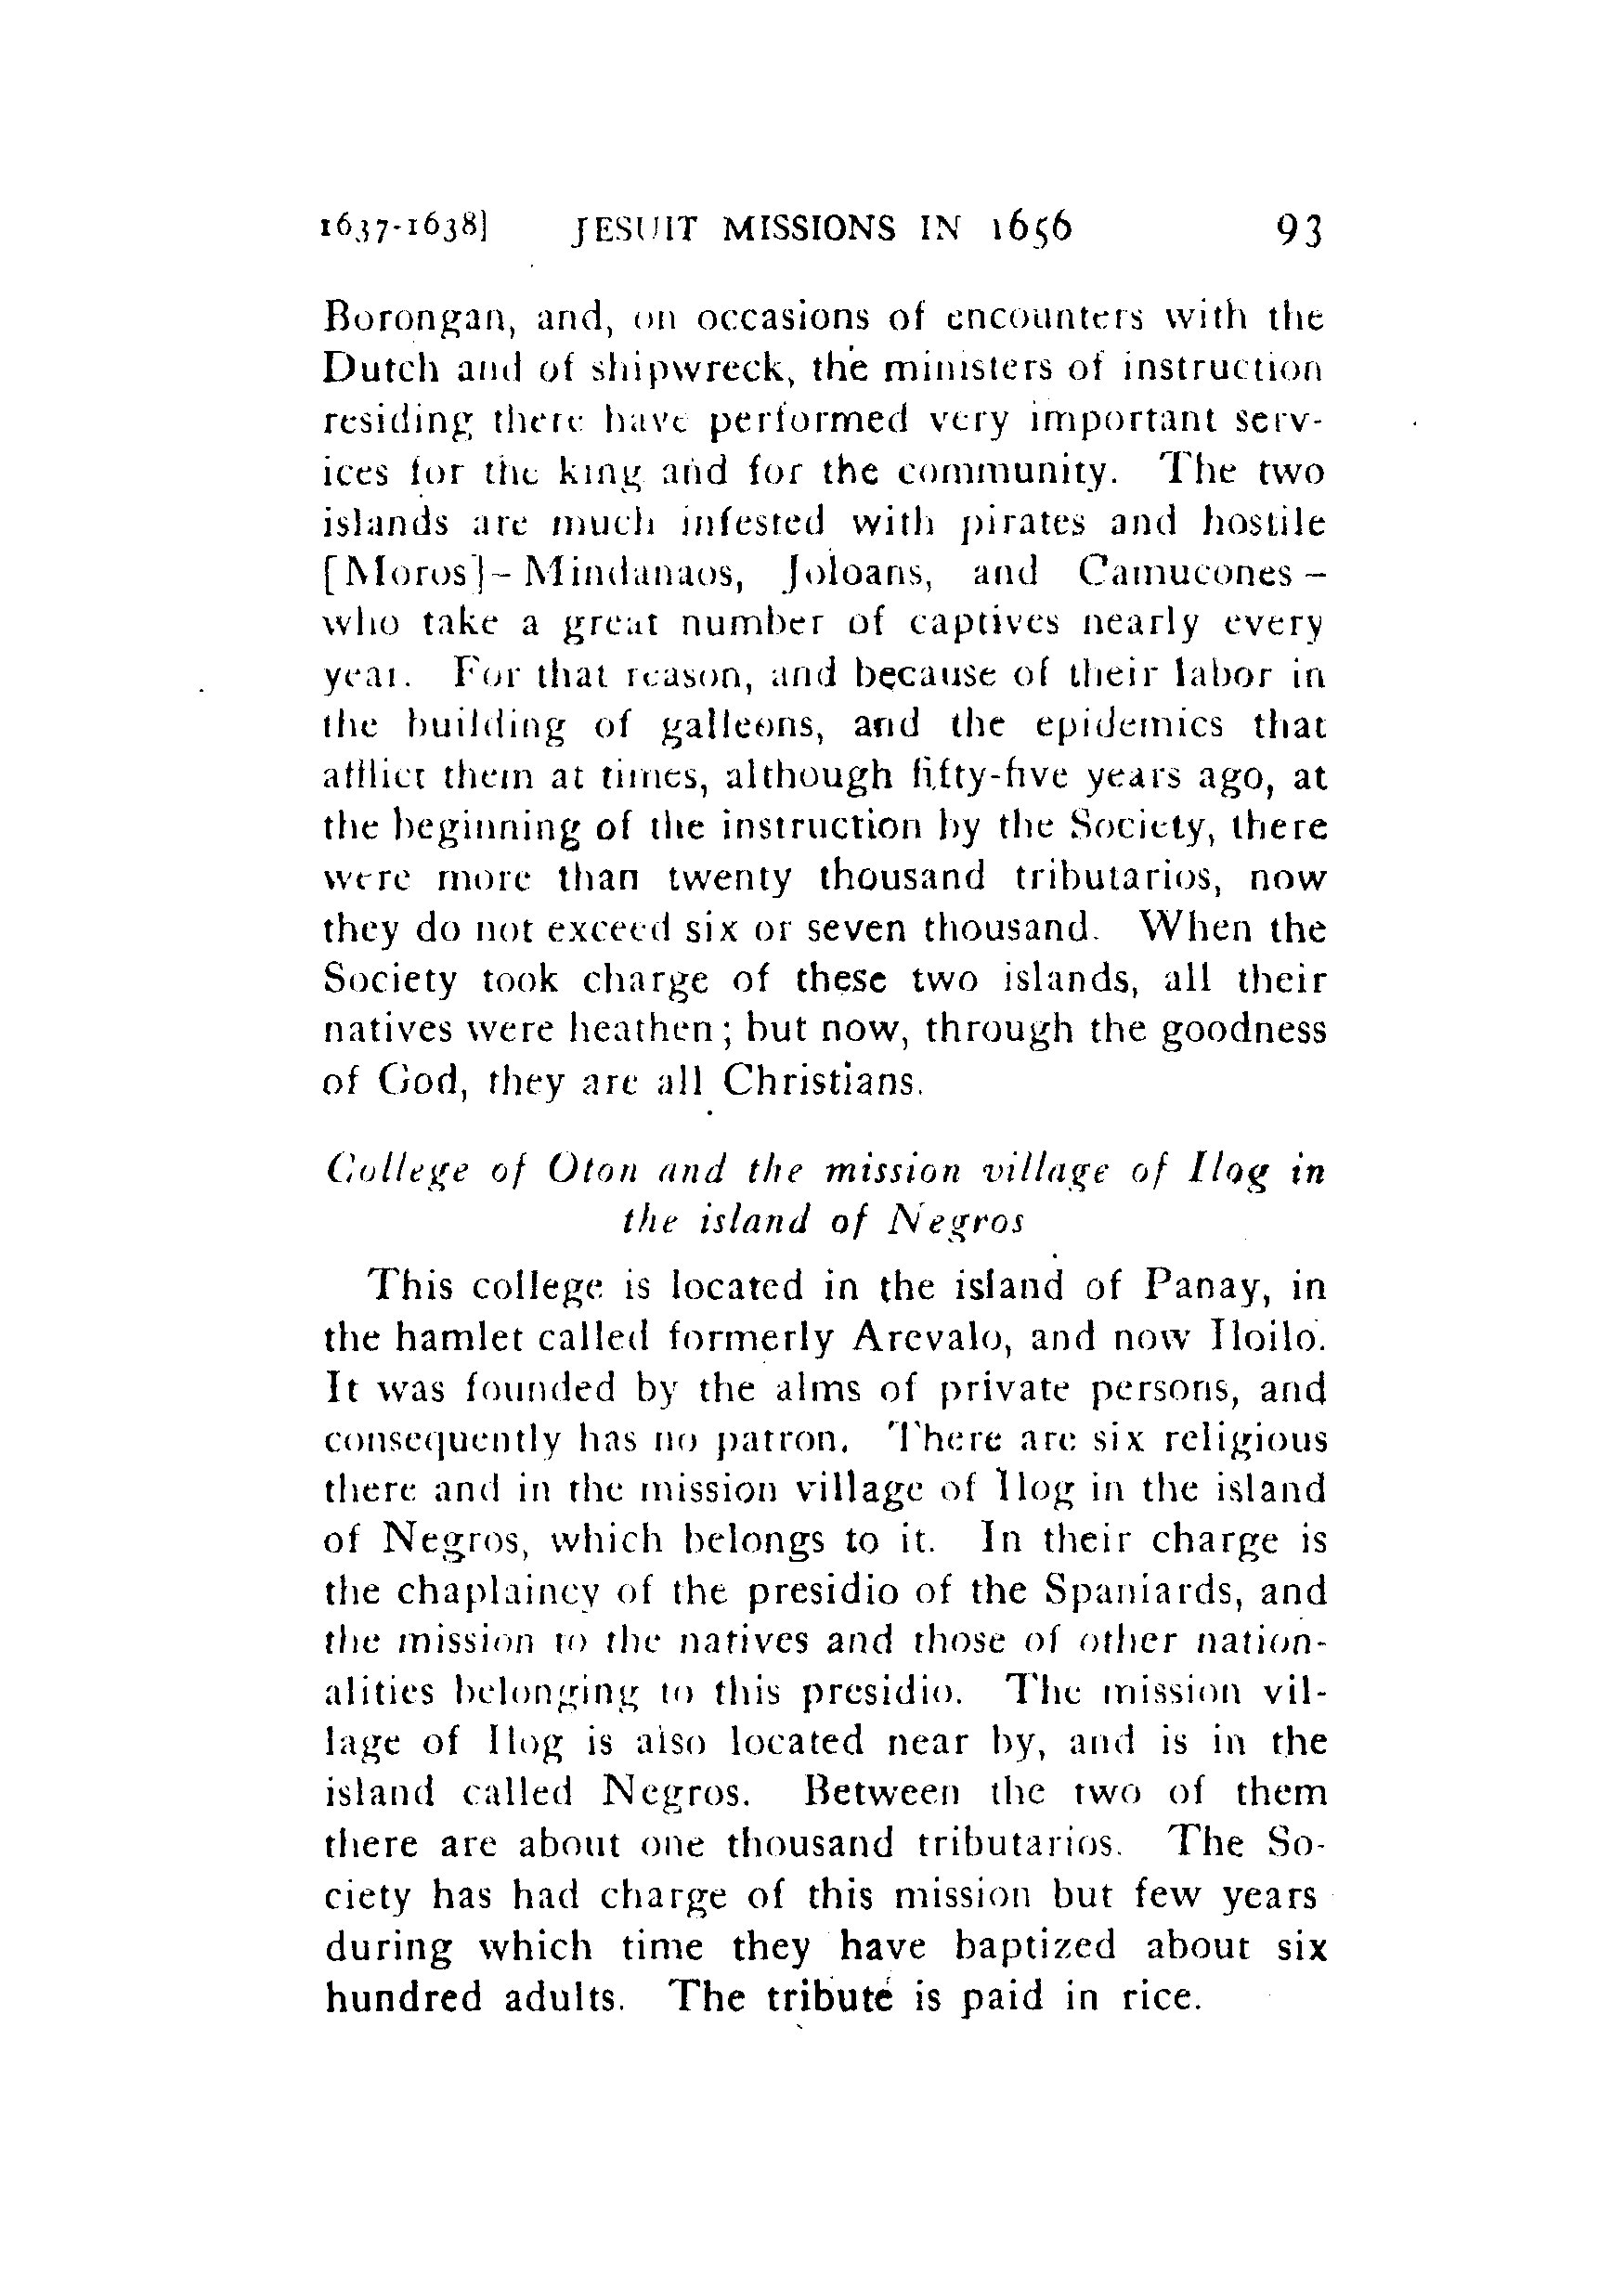 1637-1638] JESUIT MISSIONS IN 1656 93
Borongan, and, on occasions of encounters with the
Dutch and of shipwreck, the ministers of instruction
residing there have performed very important serv-
ices for the king and for the community. The two
islands are much infested with pirates and hostile
[Moros] – Mindanaos, Joloans, and Camucones –
who take a great number of captives nearly every
year. For that reason, and because of their labor in
the building of galleons, and the epidemics that
afflict them at times, although fifty-five years ago, at
the beginning of the instruction by the Society, there
were more than twenty thousand tributarios, now
they do not exceed six or seven thousand. When the
Society took charge of these two islands, all their
natives were heathen; but now, through the goodness
of God, they are all Christians.
College of Oton and the mission village of Ilog in
the island of Negros
This college is located in the island of Panay, in
the hamlet called formerly Arevalo, and now Iloilo.
It was founded by the alms of private persons, and
consequently has no patron. There are six religious
there and in the mission village of Ilog in the island
of Negros, which belongs to it. In their charge is
the chaplaincy of the presidio of the Spaniards, and
the mission to the natives and those of other nation-
alities belonging to this presidio. The mission vil-
lage of Ilog is also located near by, and is in the
island called Negros. Between the two of them
there are about one thousand tributarios. The So-
ciety has had charge of this mission but few years
during which time they have baptized about six
hundred adults. The tribute is paid in rice.